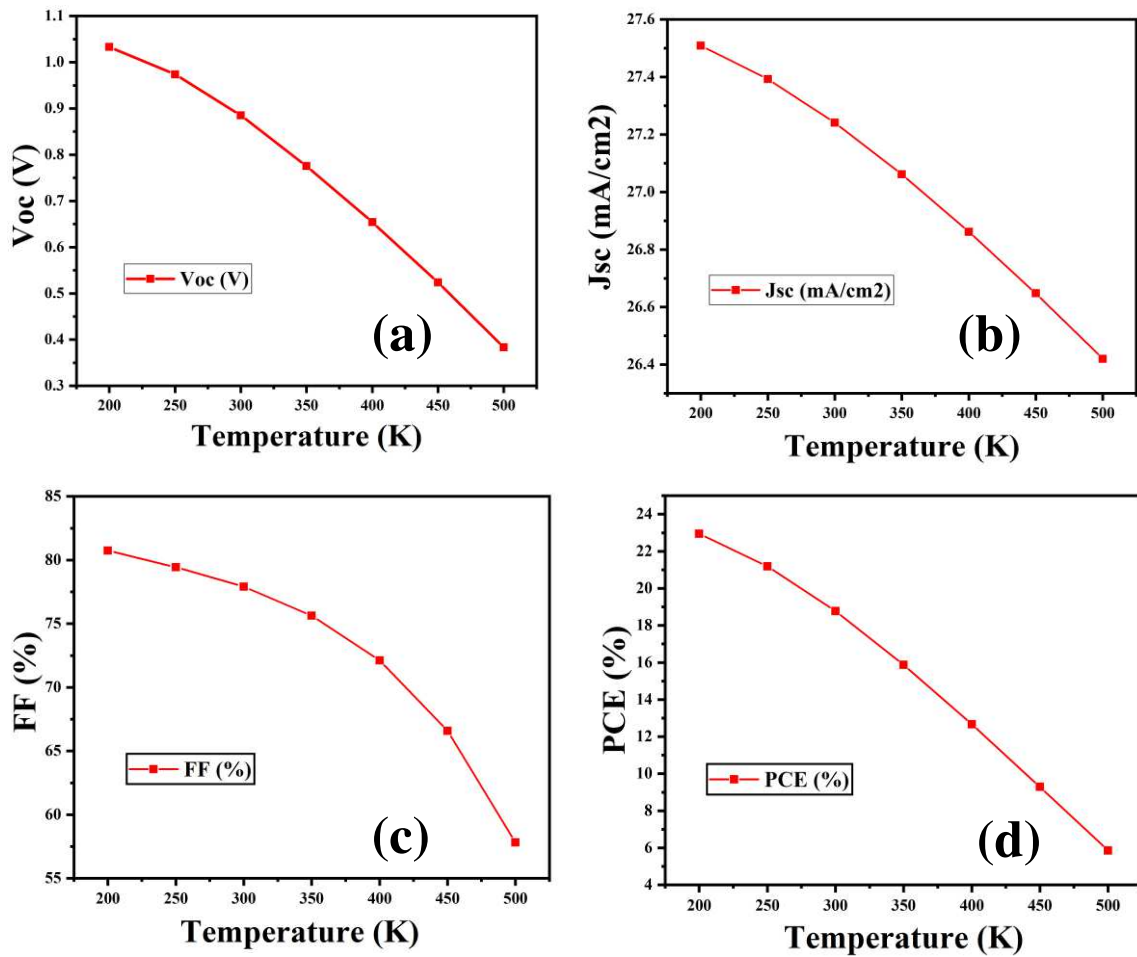 1.1
1.0
0.9
0.8
0.7
0.6
0.5
0.4
0.3
Voc (V)
Voc (V)
(a)
200 250 300 350 400 450 500
Temperature (K)
27.6
27.4
27.2
27.0
26.8
26.6
26.4
Jsc (mA/cm2)
Jsc (mA/cm2)
(b)
200 250 300 350 400 450 500
Temperature (K)
85
80
75
70
65
60
55
FF (%)
FF (%)
(c)
200 250 300 350 400 450 500
Temperature (K)
24
22
20
18
16
14
12
10
8
6
4
PCE (%)
PCE (%)
(d)
200 250 300 350 400 450 500
Temperature (K)